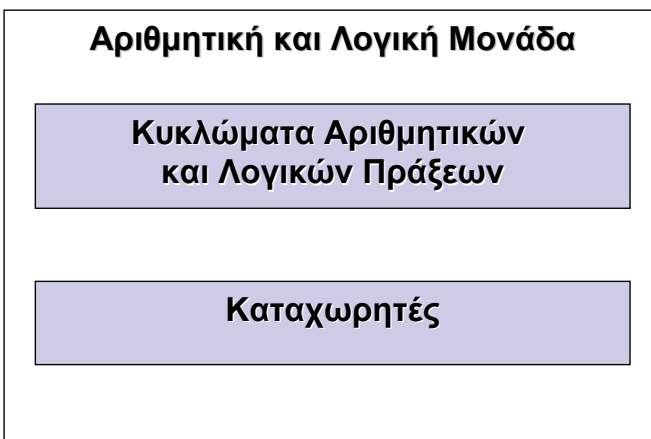 Αριθμητική και Λογική Μονάδα
Κυκλώματα Αριθμητικών
και Λογικών Πράξεων
Καταχωρητές